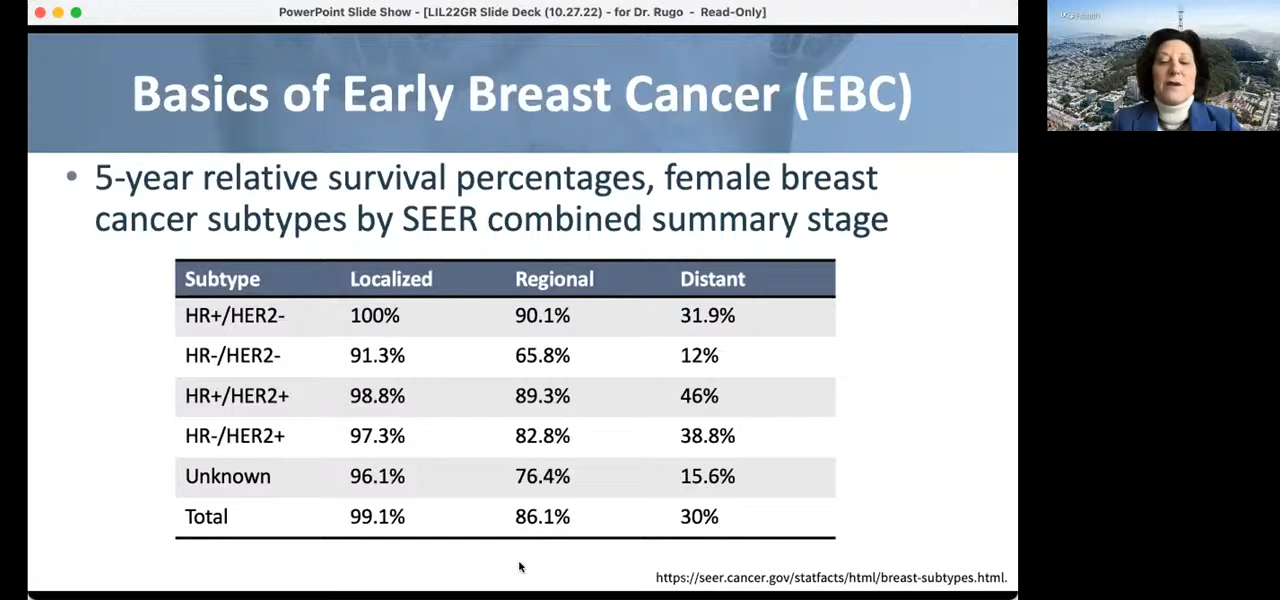 PowerPoint Slide Show - [LIL22GR Slide Deck (10.27.22) - for Dr. Rugo - Read-Only]
UCSF Health
Basics of Early Breast Cancer (EBC)
• 5-year relative survival percentages, female breast
cancer subtypes by SEER combined summary stage
Subtype Localized Regional Distant
HR+/HER2- 100% 90.1% 31.9%
HR-/HER2- 91.3% 65.8% 12%
HR+/HER2+ 98.8% 89.3% 46%
HR-/HER2+ 97.3% 82.8% 38.8%
Unknown 96.1% 76.4% 15.6%
Total 99.1% 86.1% 30%
https://seer.cancer.gov/statfacts/html/breast-subtypes.html.